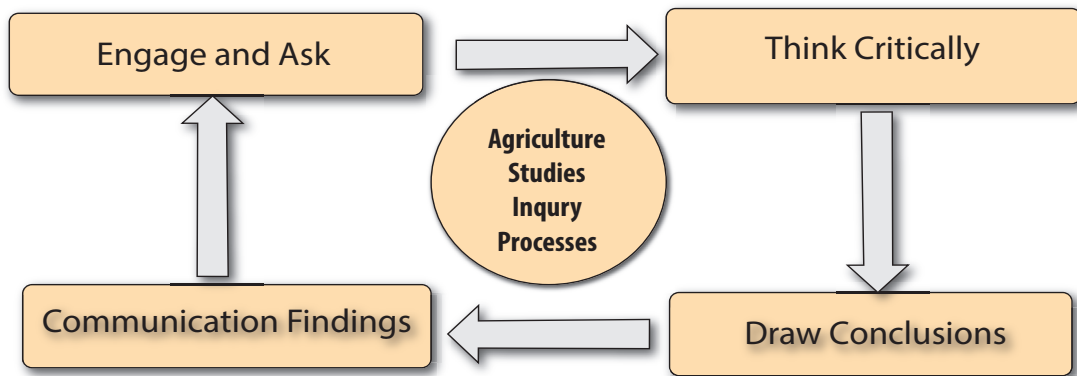 Engage and Ask
Think Critically
Agriculture
Studies
Inqury
Processes
Communication Findings
Draw Conclusions